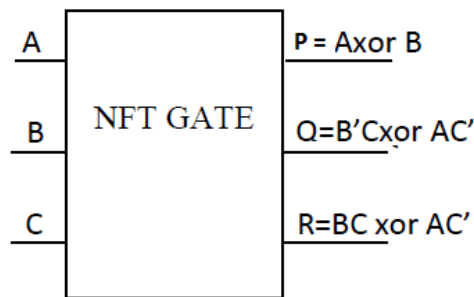 A
P = Axor B
NFT GATE
B
Q=B’Cxor AC’
C
R=BC xor AC’